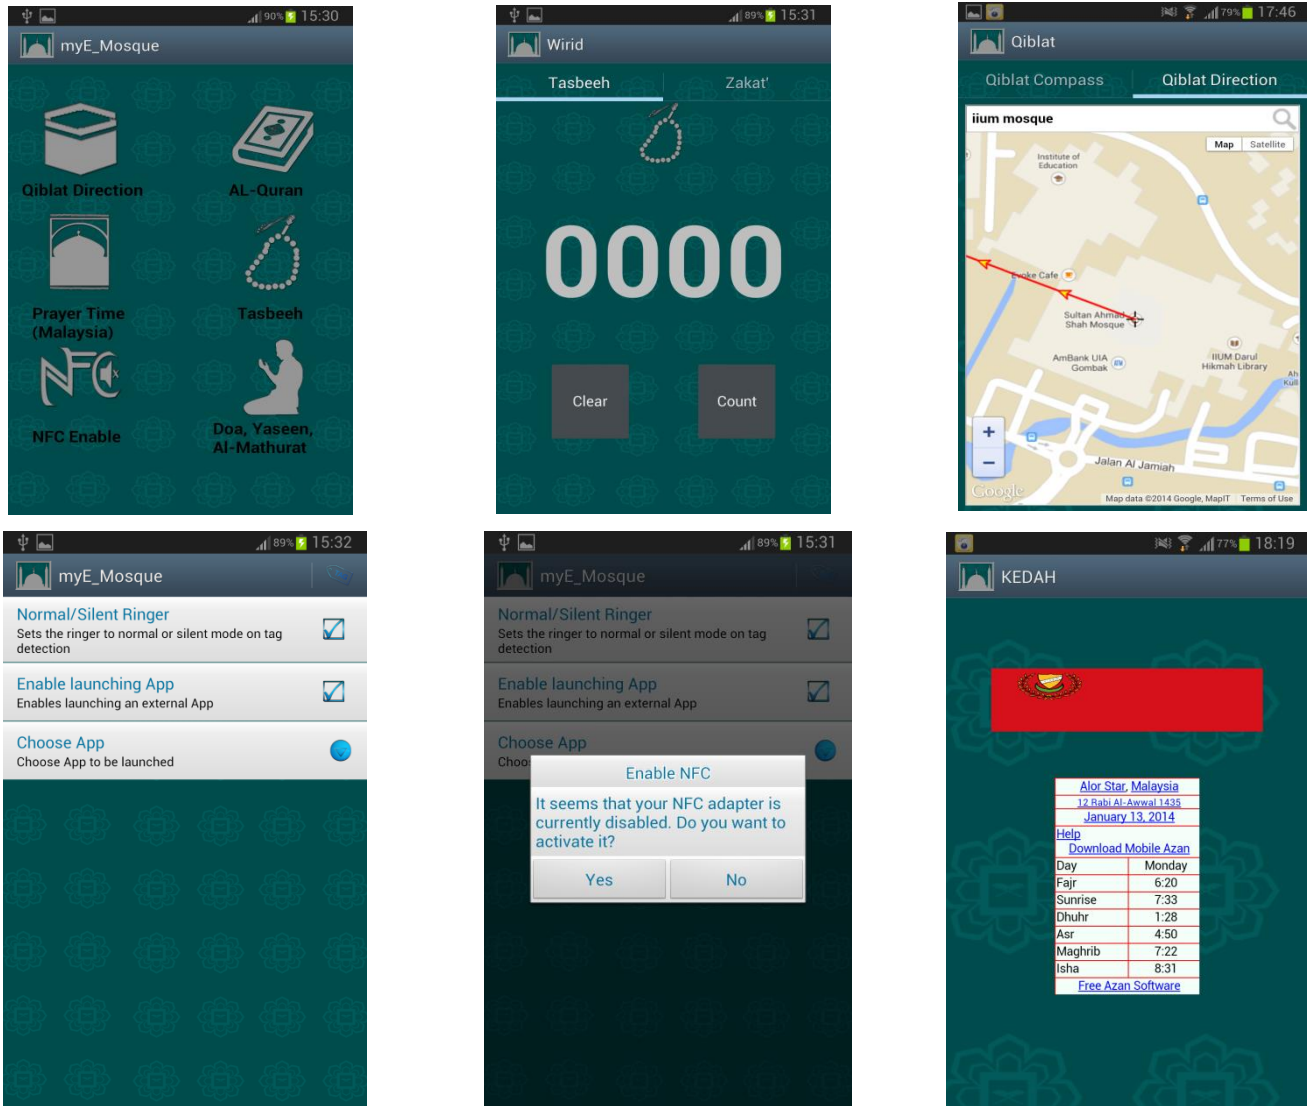 90% 15:30
myE_Mosque
Qiblat Direction
AL-Quran
Prayer Time
(Malaysia)
Tasbeeh
NFC
NFC Enable
Doa, Yaseen,
Al-Mathurat
89% 15:31
Wirid
Tasbeeh Zakat'
0000
Clear Count
79% 17:46
Qiblat
Qiblat Compass Qiblat Direction
iium mosque
Map Satellite
Institute of
Education
Evoke Cafe
Sultan Ahmad
Shah Mosque
AmBank UIA
Gombak
IIUM Darul
Hikmah Library
Ah
Kull
+
−
Jalan Al Jamiah
Google
Map data ©2014 Google, MapIT Terms of Use
89% 15:32
myE_Mosque
Normal/Silent Ringer
Sets the ringer to normal or silent mode on tag
detection
Enable launching App
Enables launching an external App
Choose App
Choose App to be launched
89% 15:31
myE_Mosque
Normal/Silent Ringer
Sets the ringer to normal or silent mode on tag
detection
Enable launching App
Enables launching an external App
Choose App
Choos
Enable NFC
It seems that your NFC adapter is
currently disabled. Do you want to
activate it?
Yes No
77% 18:19
KEDAH
Alor Star, Malaysia
12 Rabi Al-Awwal 1435
January 13, 2014
Help
Download Mobile Azan
Day Monday
Fajr 6:20
Sunrise 7:33
Dhuhr 1:28
Asr 4:50
Maghrib 7:22
Isha 8:31
Free Azan Software